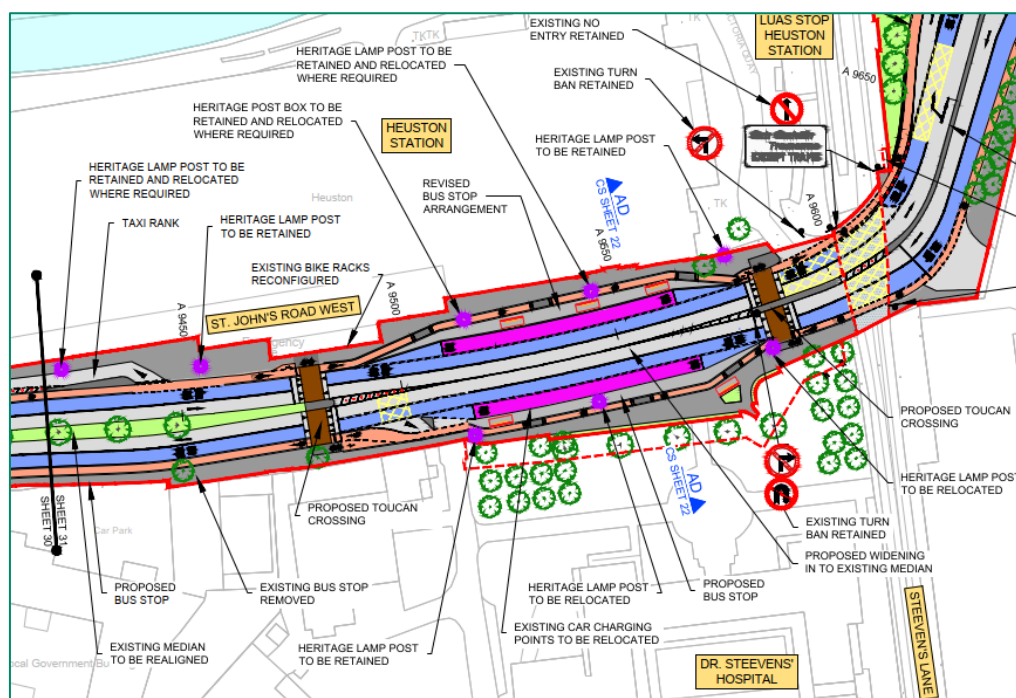 EXISTING NO
ENTRY RETAINED
LUAS STOP
HEUSTON
STATION
TK
TK
HERITAGE LAMP POST TO BE
RETAINED AND RELOCATED
WHERE REQUIRED
EXISTING TURN
BAN RETAINED
A 9650
HERITAGE POST BOX TO BE
RETAINED AND RELOCATED
WHERE REQUIRED
HEUSTON
STATION
HERITAGE LAMP POST
TO BE RETAINED
EXCEPT TRAMS
HERITAGE LAMP POST TO BE
RETAINED AND RELOCATED
WHERE REQUIRED
Heuston
REVISED
BUS STOP
ARRANGEMENT
AD
CS SHEET 22
TK
A 9600
TAXI RANK
HERITAGE LAMP POST
TO BE RETAINED
A 9550
EXISTING BIKE RACKS
RECONFIGURED
A 9500
ST. JOHN'S ROAD WEST
A 9450
PROPOSED TOUCAN
CROSSING
HERITAGE LAMP POST
TO BE RELOCATED
AD
CS SHEET 22
SHEET 30
SHEET 31
PROPOSED TOUCAN
CROSSING
Car Park
EXISTING TURN
BAN RETAINED
PROPOSED WIDENING
IN TO EXISTING MEDIAN
PROPOSED
BUS STOP
EXISTING BUS STOP
REMOVED
HERITAGE LAMP POST
TO BE RELOCATED
PROPOSED
BUS STOP
EXISTING CAR CHARGING
POINTS TO BE RELOCATED
EXISTING MEDIAN
TO BE REALIGNED
HERITAGE LAMP POST
TO BE RETAINED
STEEVEN'S LANE
DR. STEEVENS'
HOSPITAL